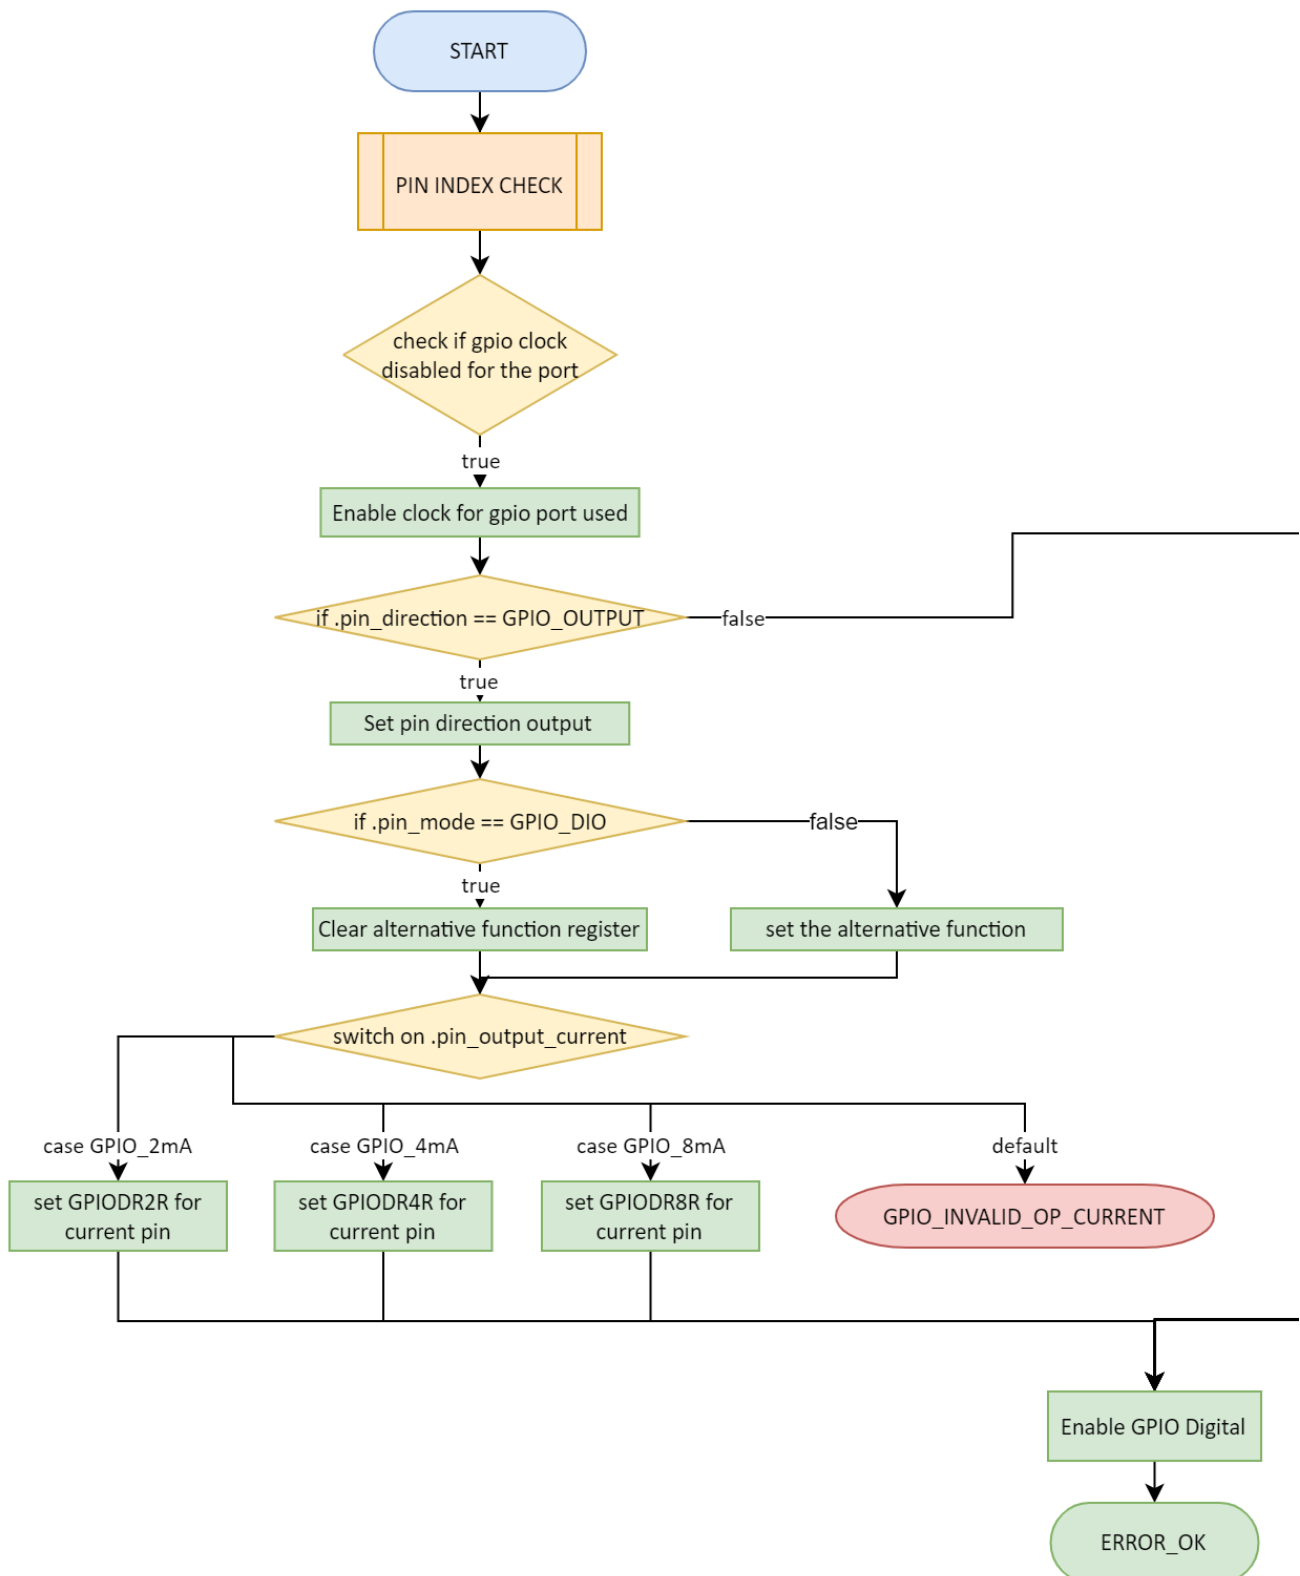 START
PIN INDEX CHECK
check if gpio clock
disabled for the port
true
Enable clock for gpio port used
if .pin_direction == GPIO_OUTPUT
false
true
Set pin direction output
if .pin_mode == GPIO_DIO
false
true
Clear alternative function register
set the alternative function
switch on .pin_output_current
case GPIO_2mA
case GPIO_4mA
case GPIO_8mA
default
set GPIODR2R for
current pin
set GPIODR4R for
current pin
set GPIODR8R for
current pin
GPIO_INVALID_OP_CURRENT
Enable GPIO Digital
ERROR_OK